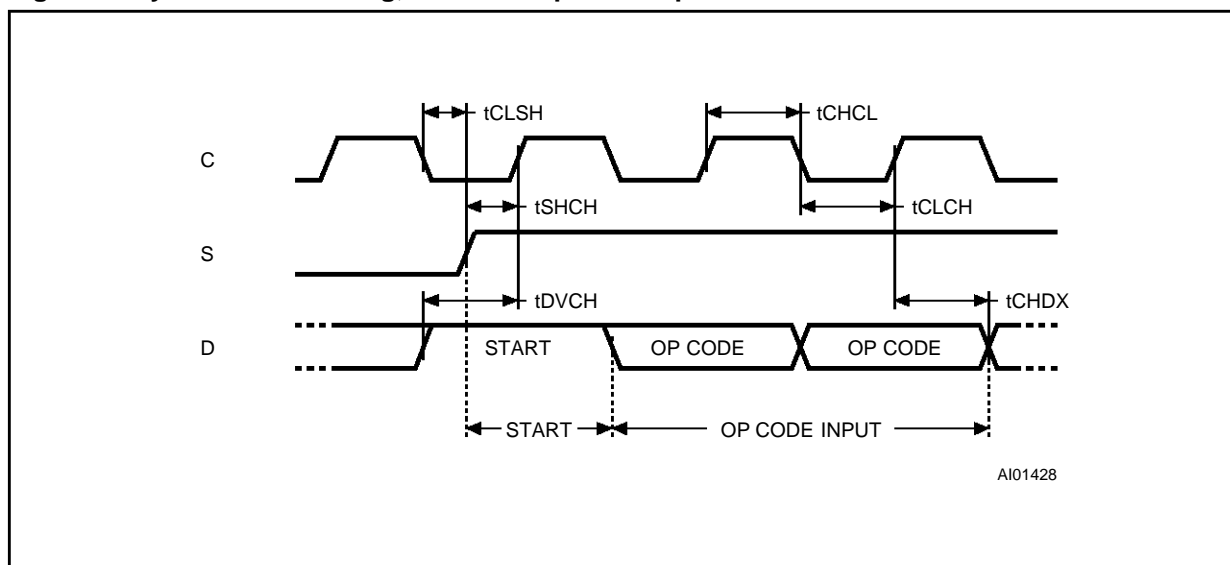 tCLSH
tCHCL
C
tSHCH
tCLCH
S
tDVCH
tCHDX
D
START
OP CODE
OP CODE
START
OP CODE INPUT
AI01428